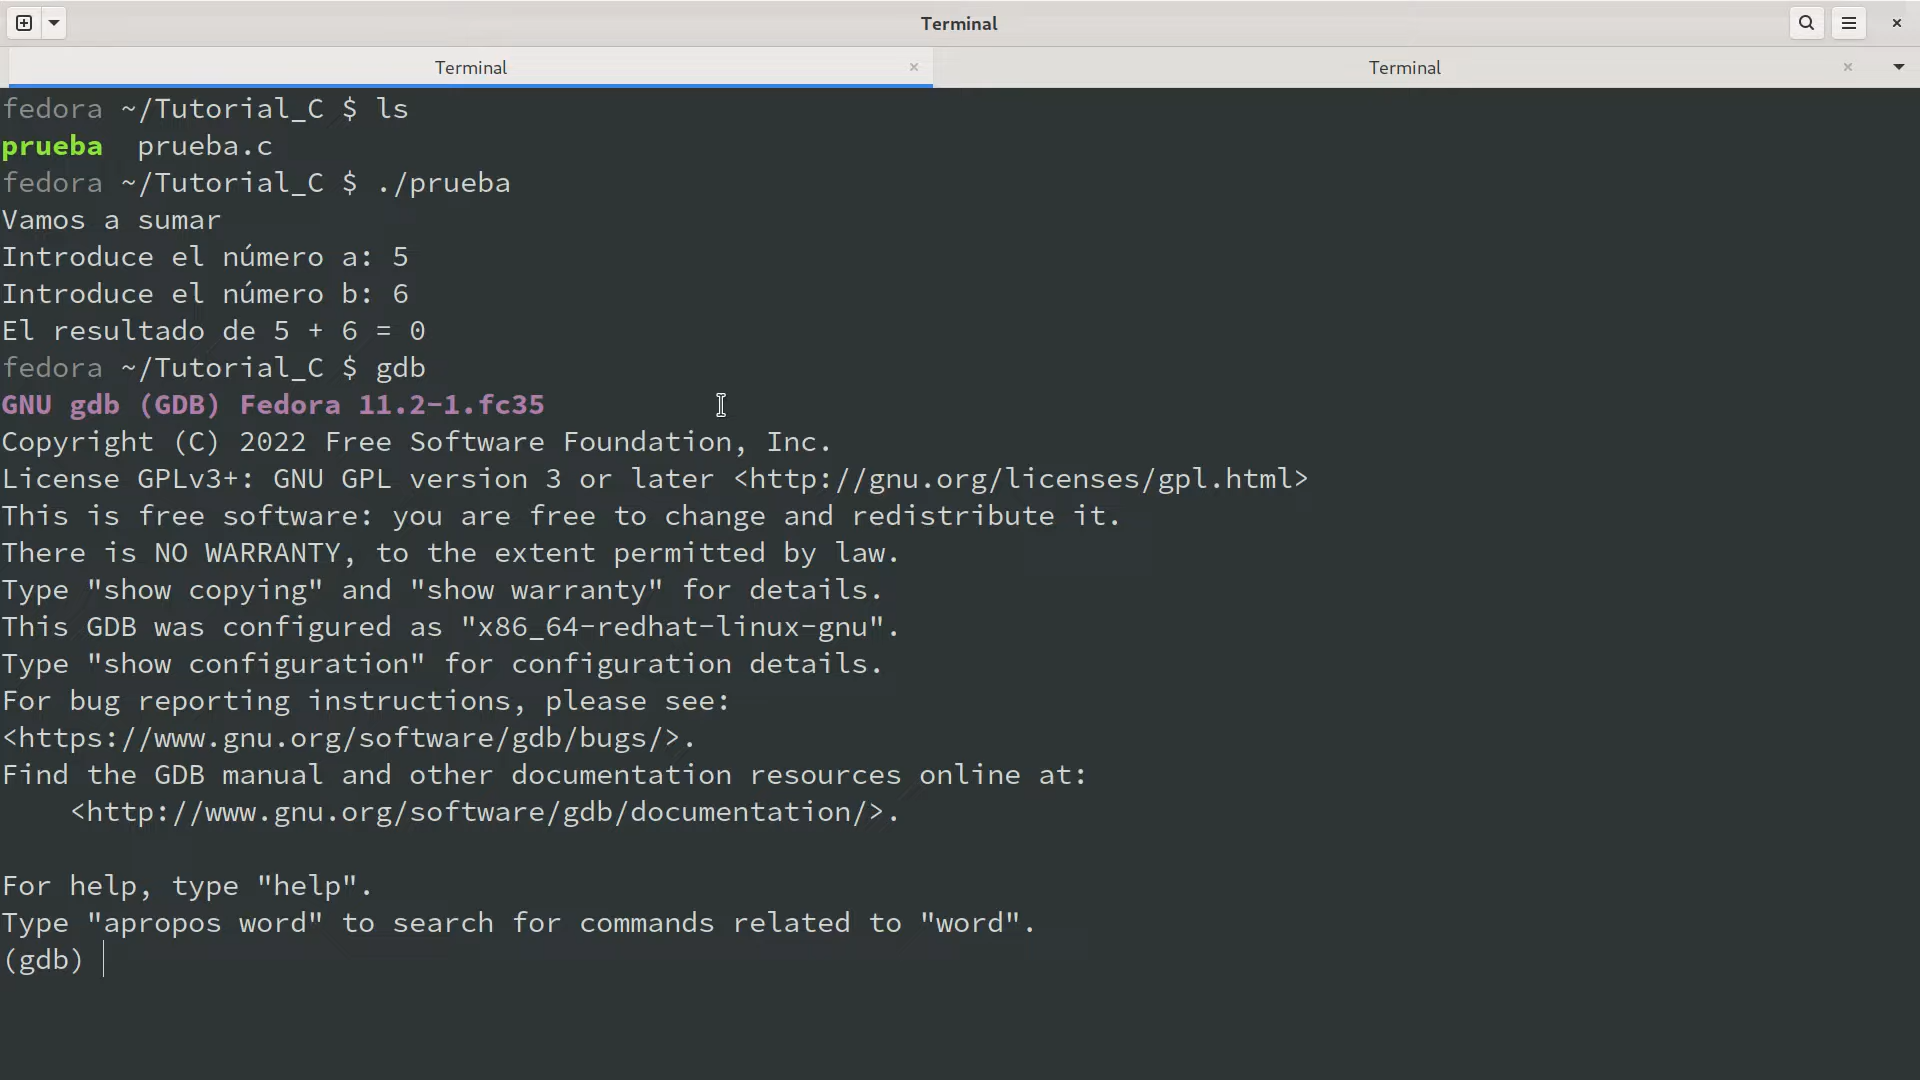 Terminal
Terminal
Terminal
fedora ~/Tutorial_C $ ls
prueba  prueba.c
fedora ~/Tutorial_C $ ./prueba
Vamos a sumar
Introduce el número a: 5
Introduce el número b: 6
El resultado de 5 + 6 = 0
fedora ~/Tutorial_C $ gdb
GNU gdb (GDB) Fedora 11.2-1.fc35
Copyright (C) 2022 Free Software Foundation, Inc.
License GPLv3+: GNU GPL version 3 or later <http://gnu.org/licenses/gpl.html>
This is free software: you are free to change and redistribute it.
There is NO WARRANTY, to the extent permitted by law.
Type "show copying" and "show warranty" for details.
This GDB was configured as "x86_64-redhat-linux-gnu".
Type "show configuration" for configuration details.
For bug reporting instructions, please see:
<https://www.gnu.org/software/gdb/bugs/>.
Find the GDB manual and other documentation resources online at:
    <http://www.gnu.org/software/gdb/documentation/>.
For help, type "help".
Type "apropos word" to search for commands related to "word".
(gdb)